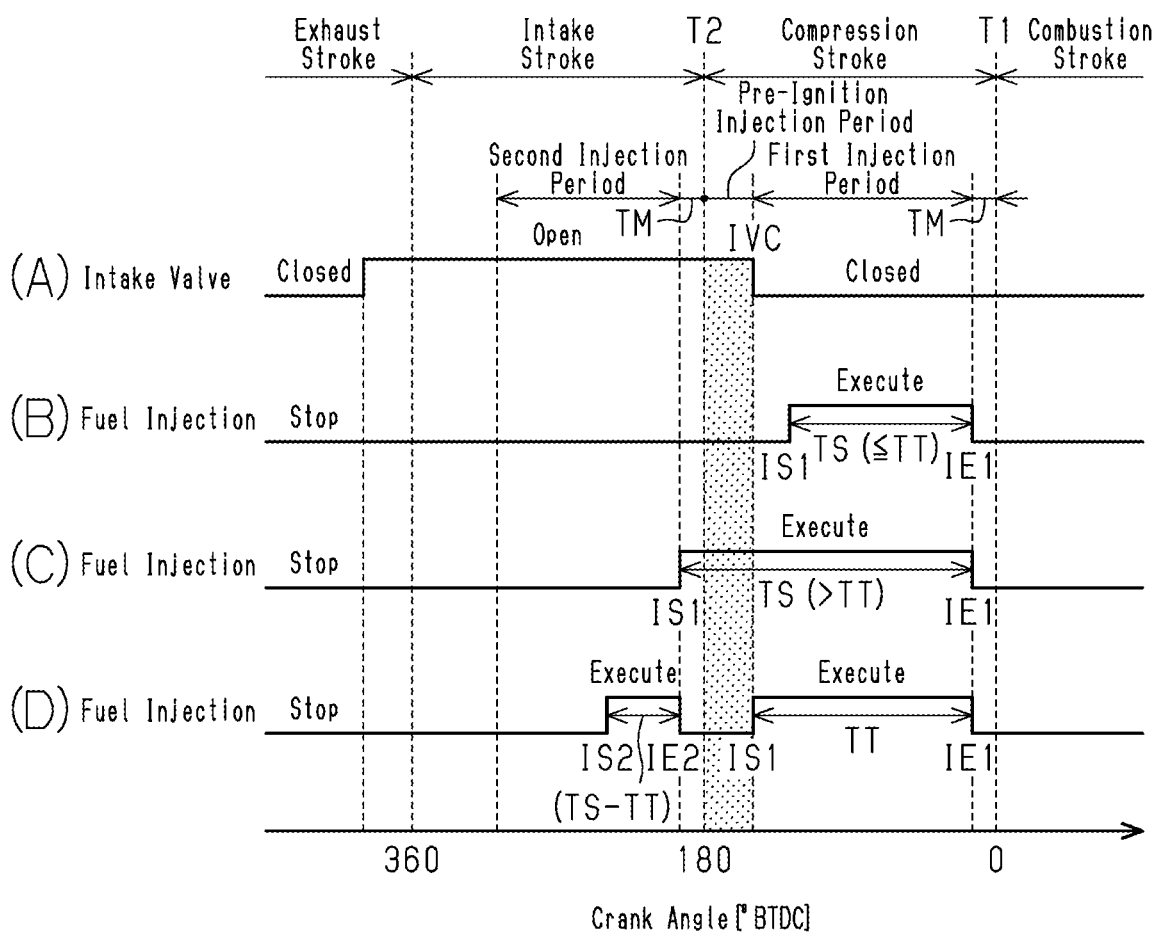 Exhaust
Stroke
Intake
Stroke
T2
Compression
Stroke
T1
Combustion
Stroke
Pre-Ignition
Injection Period
Second Injection
Period
First Injection
Period
TM
TM
Open
IVC
(A) Intake Valve
Closed
Closed
(B) Fuel Injection
Stop
Execute
IS1
TS (≦TT)
IE1
(C) Fuel Injection
Stop
Execute
IS1
TS (>TT)
IE1
(D) Fuel Injection
Stop
Execute
Execute
TT
IS2
IE2
IS1
IE1
(TS-TT)
360
180
0
Crank Angle[° BTDC]